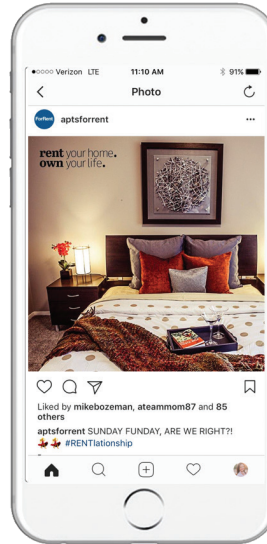 Verizon LTE 11:10 AM 91%
Photo
ForRent aptsforrent
rent your home.
own your life.
Liked by mikebozeman, ateammom87 and 85
others
aptsforrent SUNDAY FUNDAY, ARE WE RIGHT?!
💃💃 #RENTlationship